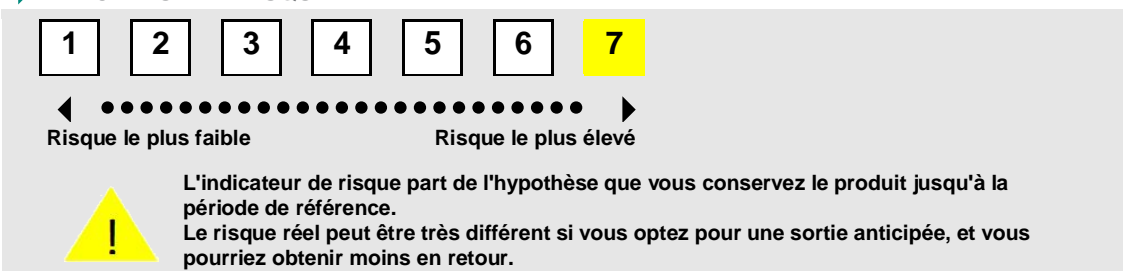 1 2 3 4 5 6 7
Risque le plus faible Risque le plus élevé
L'indicateur de risque part de l'hypothèse que vous conservez le produit jusqu'à la
période de référence.
!
Le risque réel peut être très différent si vous optez pour une sortie anticipée, et vous
pourriez obtenir moins en retour.